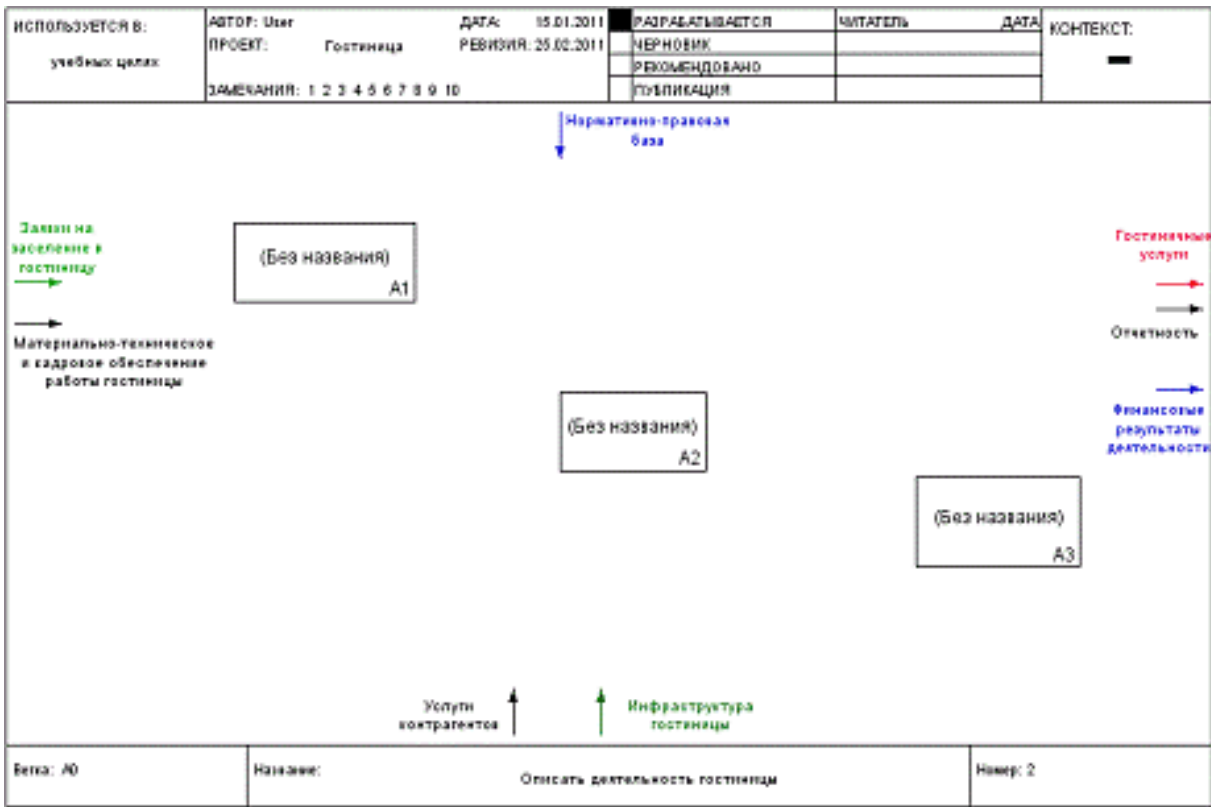 ИСПОЛЬЗУЕТСЯ В:
учебных целях
АВТОР: User
ДАТА: 15.01.2011
ПРОЕКТ: Гостиница
РЕВИЗИЯ: 25.02.2011
ЗАМЕЧАНИЯ: 1 2 3 4 5 6 7 8 9 10
РАЗРАБАТЫВАЕТСЯ
ЧЕРНОВИК
РЕКОМЕНДОВАНО
ПУБЛИКАЦИЯ
ЧИТАТЕЛЬ ДАТА
КОНТЕКСТ:
Нормативно-правовая
база
Заявки на
заселение в
гостиницу
(Без названия)
A1
Гостиничные
услуги
Материально-техническое
и кадровое обеспечение
работы гостиницы
Отчетность
(Без названия)
A2
Финансовые
результаты
деятельности
(Без названия)
A3
Услуги
контрагентов
Инфраструктура
гостиницы
Ветка: A0
Название:
Описать деятельность гостиницы
Номер: 2